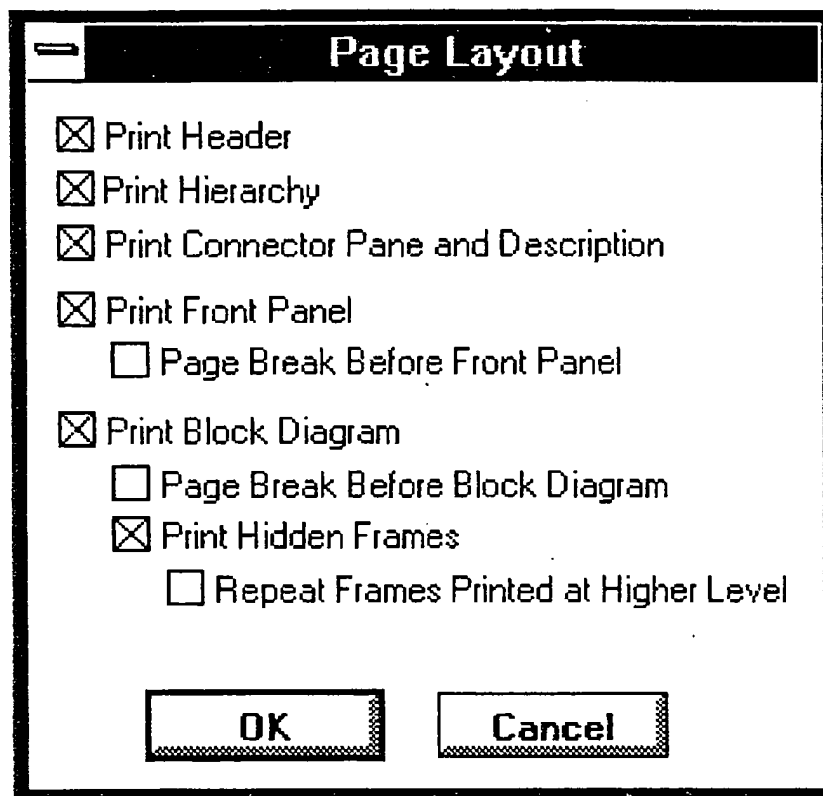 Page Layout
Print Header
Print Hierarchy
Print Connector Pane and Description
Print Front Panel
Page Break Before Front Panel
Print Block Diagram
Page Break Before Block Diagram
Print Hidden Frames
Repeat Frames Printed at Higher Level
OK
Cancel